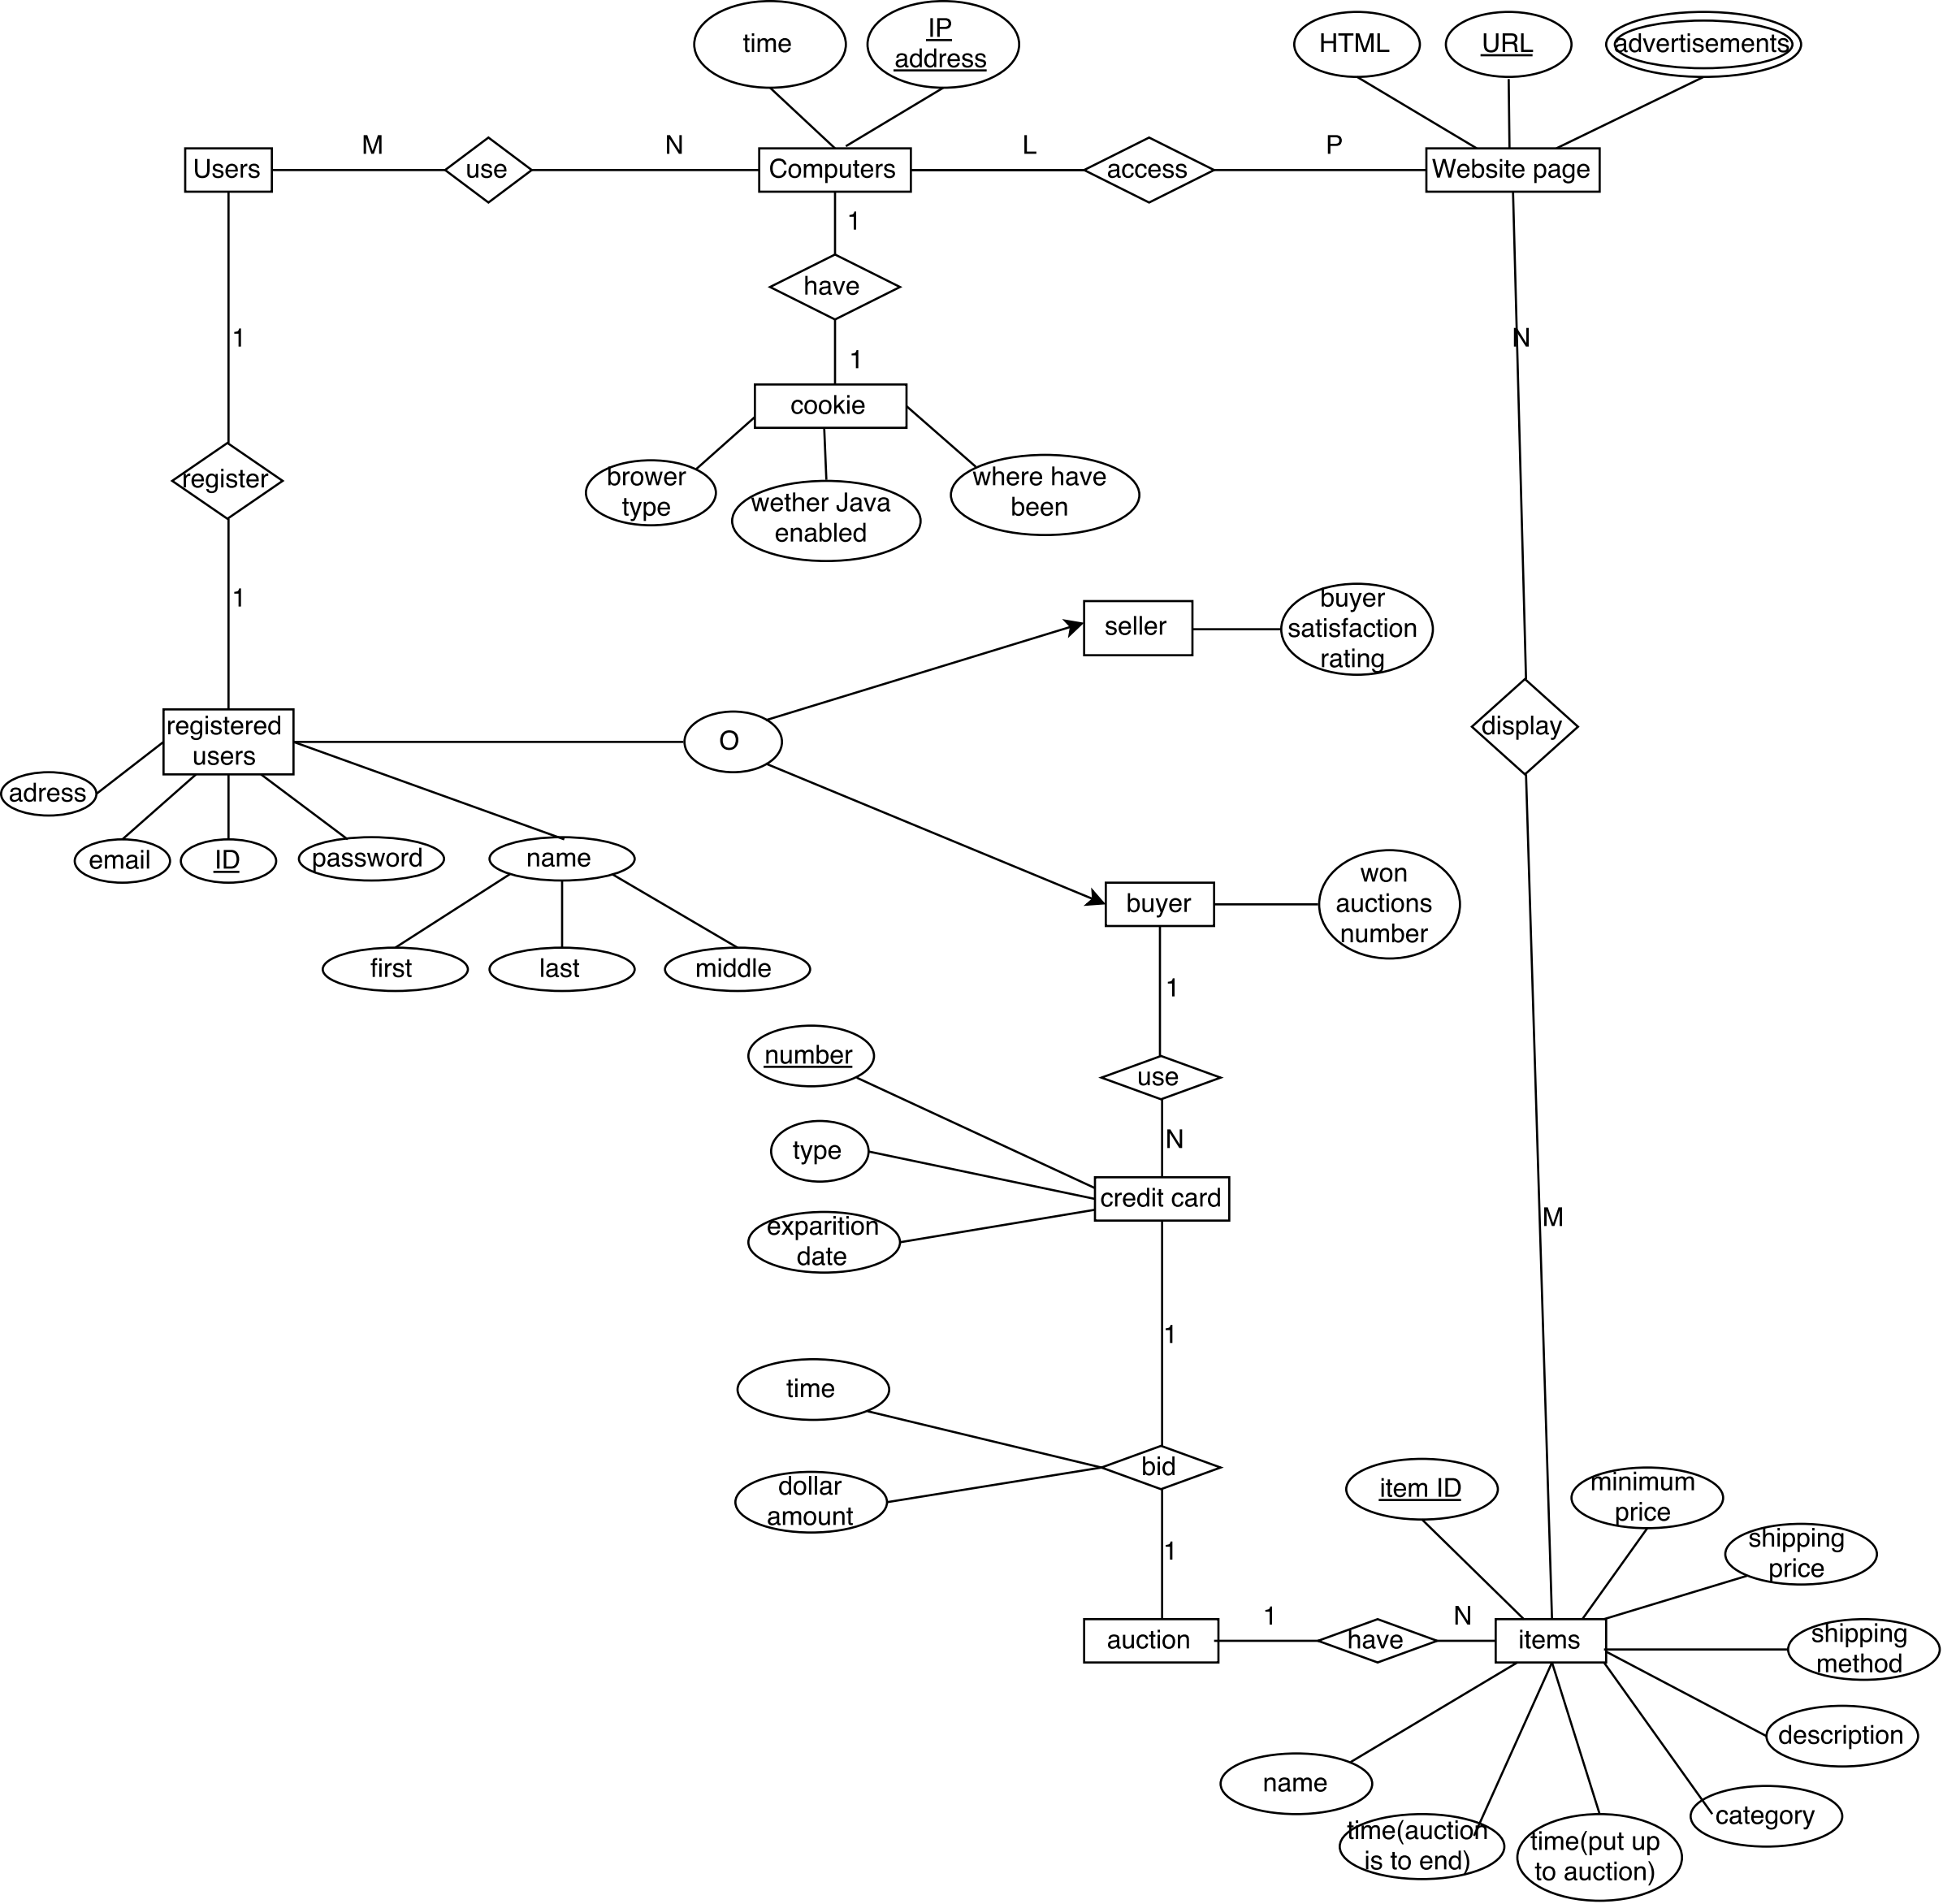 time
IP
address
HTML
URL
advertisements
Users
M
use
N
Computers
L
access
P
Website page
1
have
1
cookie
brower
type
wether Java
enabled
where have
been
1
register
1
N
seller
buyer
satisfaction
rating
registered
users
O
display
adress
email
ID
password
name
first
last
middle
buyer
won
auctions
number
1
number
use
type
N
credit card
exparition
date
M
1
time
bid
dollar
amount
item ID
minimum
price
shipping
price
1
auction
1
have
N
items
shipping
method
description
name
category
time(auction
is to end)
time(put up
to auction)